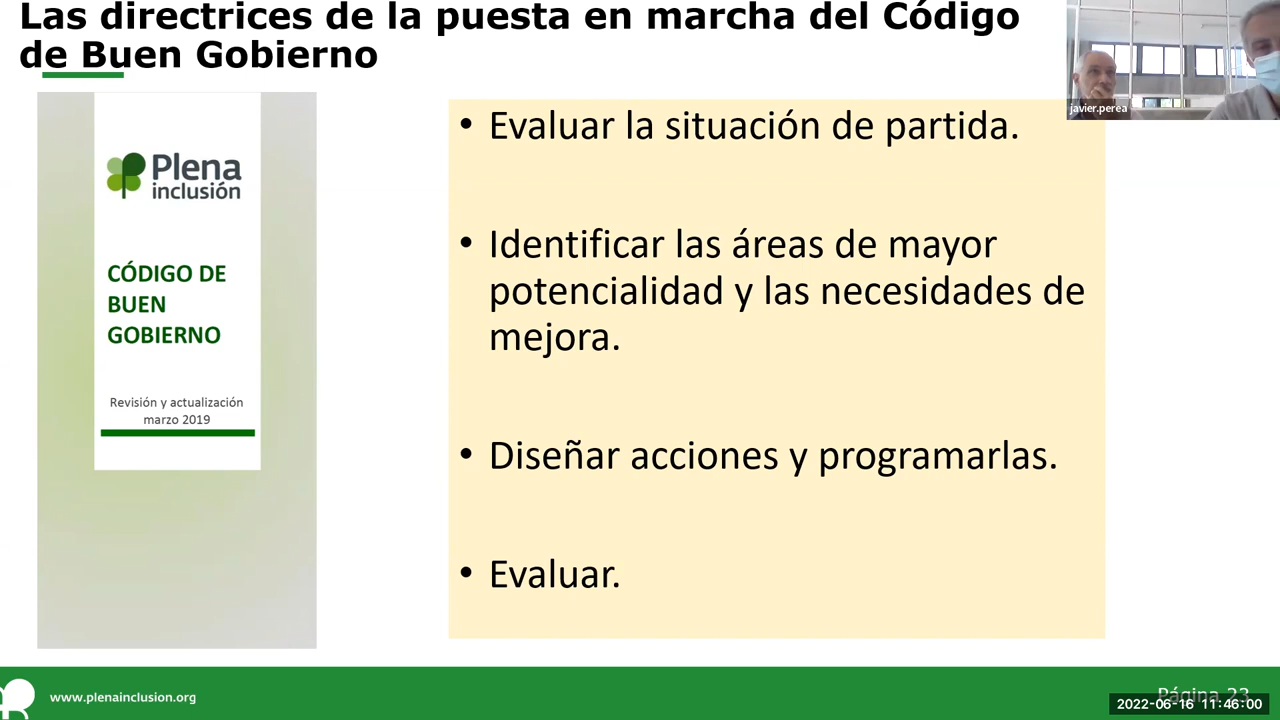 Las directrices de la puesta en marcha del Código
de Buen Gobierno
javier.perea
Plena
inclusión
CÓDIGO DE
BUEN
GOBIERNO
Revisión y actualización
marzo 2019
• Evaluar la situación de partida.
• Identificar las áreas de mayor
potencialidad y las necesidades de
mejora.
• Diseñar acciones y programarlas.
• Evaluar.
www.plenainclusion.org
Página 23
2022-06-16 11:46:00